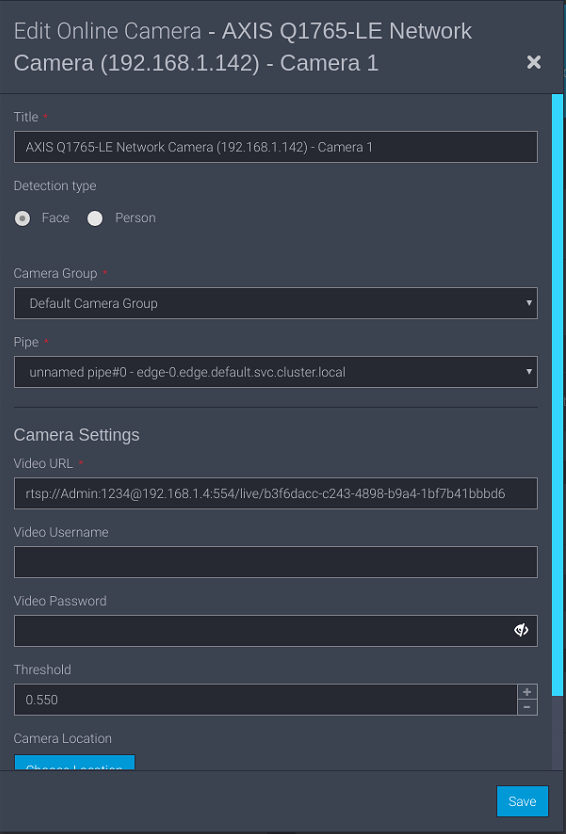 Edit Online Camera - AXIS Q1765-LE Network
Camera (192.168.1.142) - Camera 1
Title *
AXIS Q1765-LE Network Camera (192.168.1.142) - Camera 1
Detection type
Face Person
Camera Group *
Default Camera Group
Pipe *
unnamed pipe#0 - edge-0.edge.default.svc.cluster.local
Camera Settings
Video URL *
rtsp://Admin:1234@192.168.1.4:554/live/b3f6dacc-c243-4898-b9a4-1bf7b41bbbd6
Video Username
Video Password
Threshold
0.550
Camera Location
Choose Location
Save